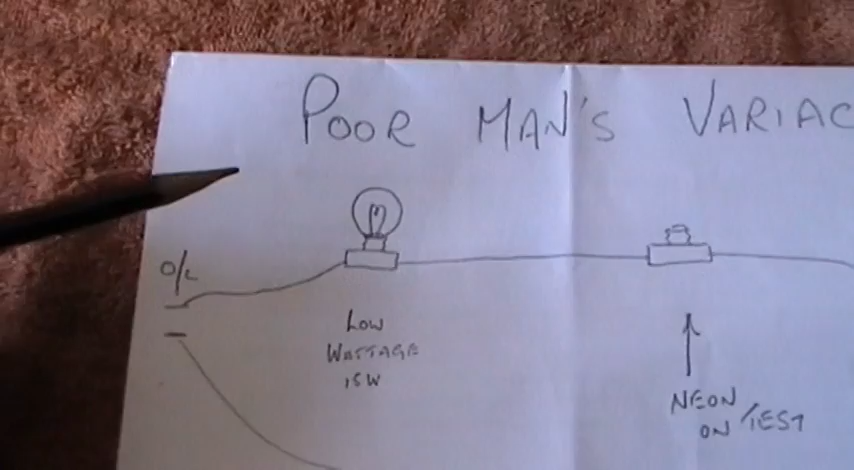 POOR MAN'S VARIAC
O/L
LOW
WATTAGE
15W
NEON
ON/TEST